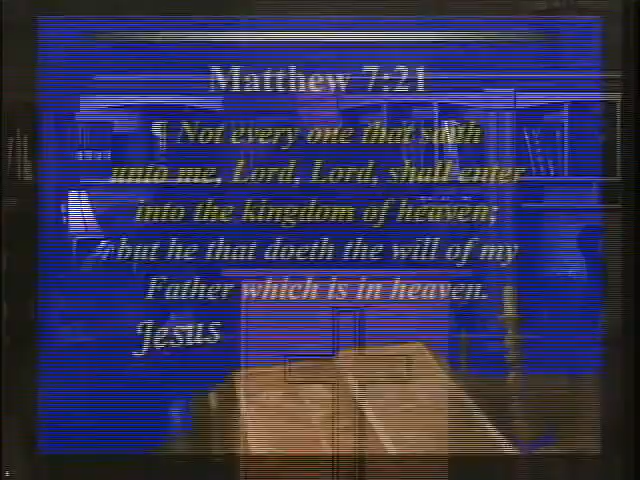 Matthew 7:21
¶ Not every one that saith
unto me, Lord, Lord, shall enter
into the kingdom of heaven;
but he that doeth the will of my
Father which is in heaven.
Jesus